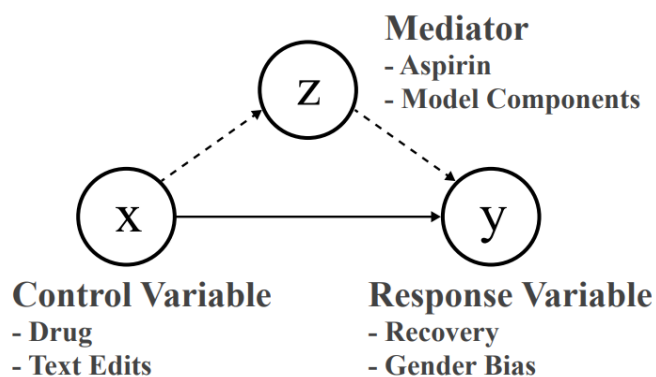 Mediator
- Aspirin
- Model Components
z
x
y
Control Variable
- Drug
- Text Edits
Response Variable
- Recovery
- Gender Bias